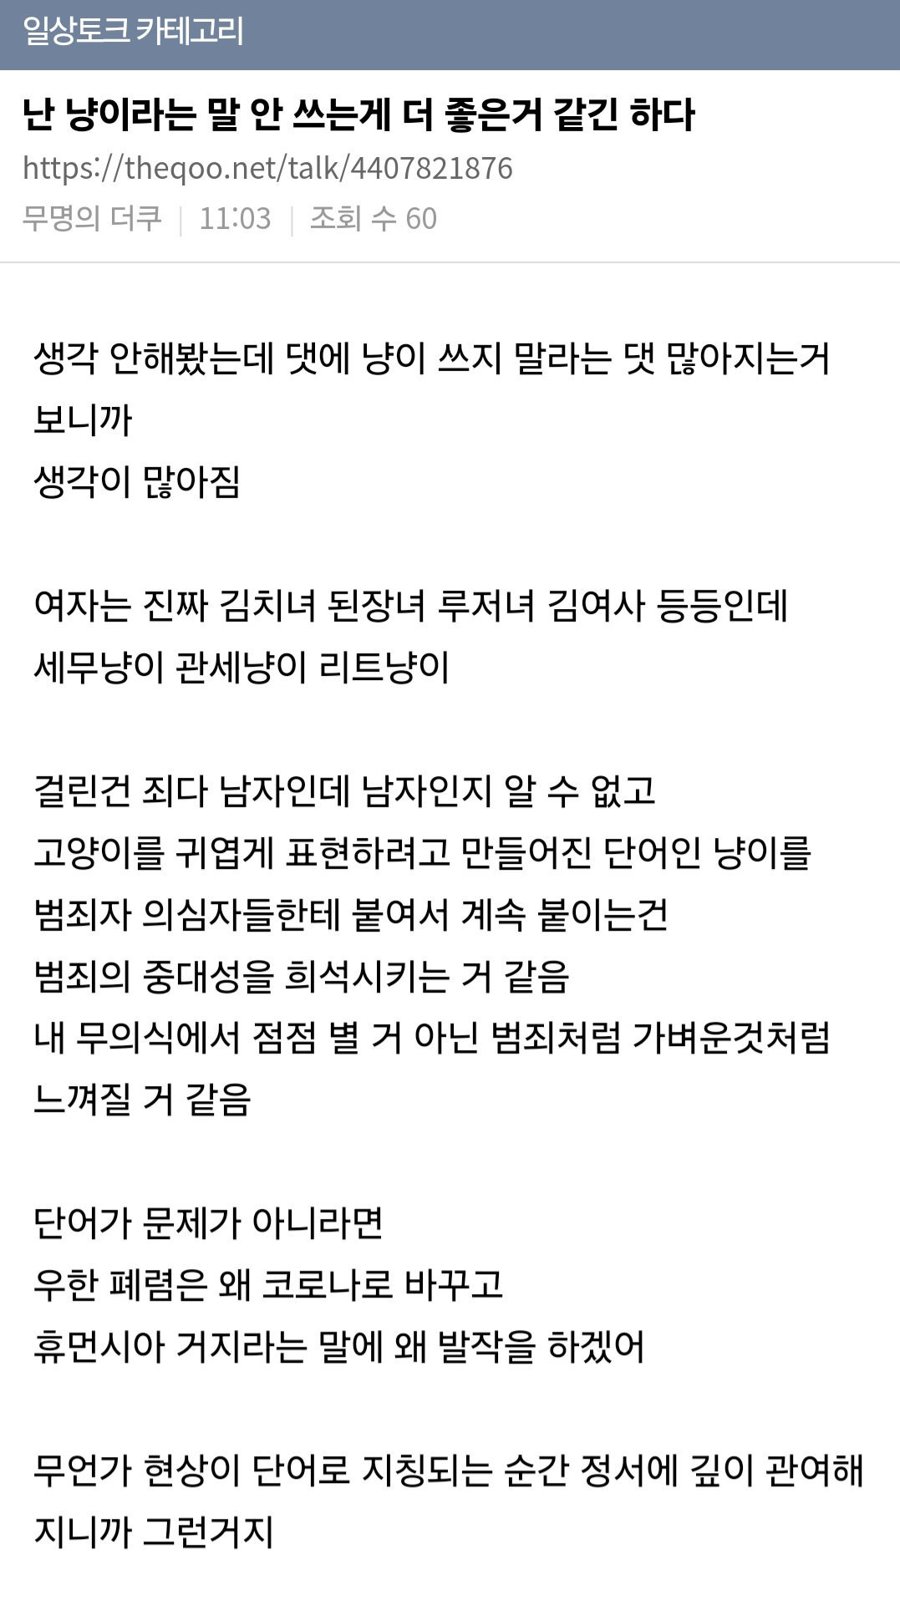 일상토크 카테고리
난 냥이라는 말 안 쓰는게 더 좋은거 같긴 하다
https://theqoo.net/talk/4407821876
무명의 더쿠 | 11:03 | 조회 수 60
생각 안해봤는데 댓에 냥이 쓰지 말라는 댓 많아지는거
보니까
생각이 많아짐
여자는 진짜 김치녀 된장녀 루저녀 김여사 등등인데
세무냥이 관세냥이 리트냥이
걸린건 죄다 남자인데 남자인지 알 수 없고
고양이를 귀엽게 표현하려고 만들어진 단어인 냥이를
범죄자 의심자들한테 붙여서 계속 붙이는건
범죄의 중대성을 희석시키는 거 같음
내 무의식에서 점점 별 거 아닌 범죄처럼 가벼운것처럼
느껴질 거 같음
단어가 문제가 아니라면
우한 폐렴은 왜 코로나로 바꾸고
휴먼시아 거지라는 말에 왜 발작을 하겠어
무언가 현상이 단어로 지칭되는 순간 정서에 깊이 관여해
지니까 그런거지